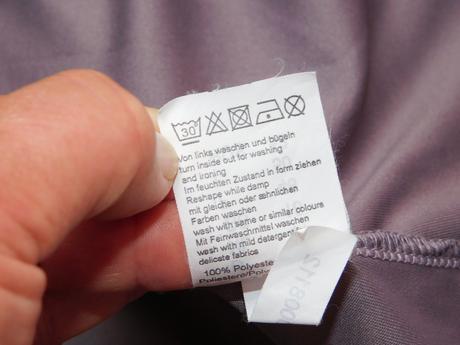 30
Von links waschen und bügeln
turn inside out for washing
and ironing
Im feuchten Zustand in form ziehen
Reshape while damp
mit gleichen oder ähnlichen
Farben waschen
wash with same or similar colours
Mit Feinwaschmittel waschen
wash with mild detergent
delicate fabrics
100% Polyester
Poliestere/Poly